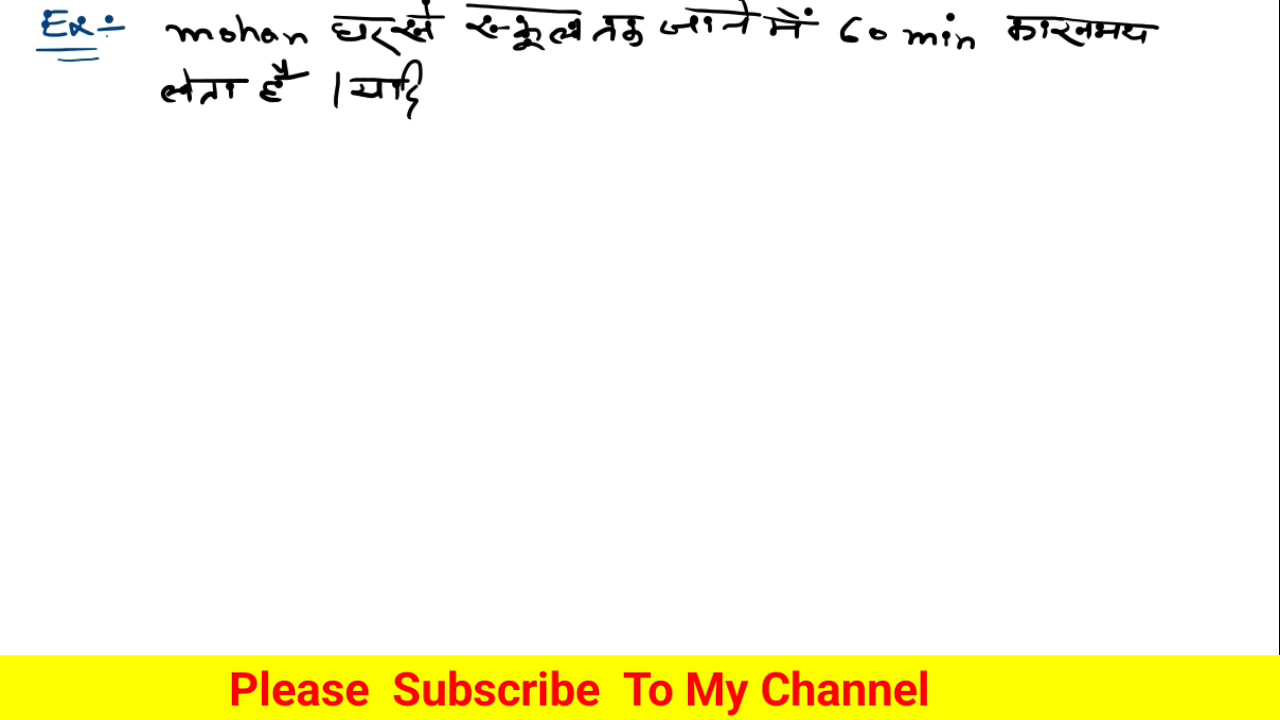 Ex:- mohan घर से स्कूल तक जाने में 60 min का समय
लेता है । यदि
Please Subscribe To My Channel